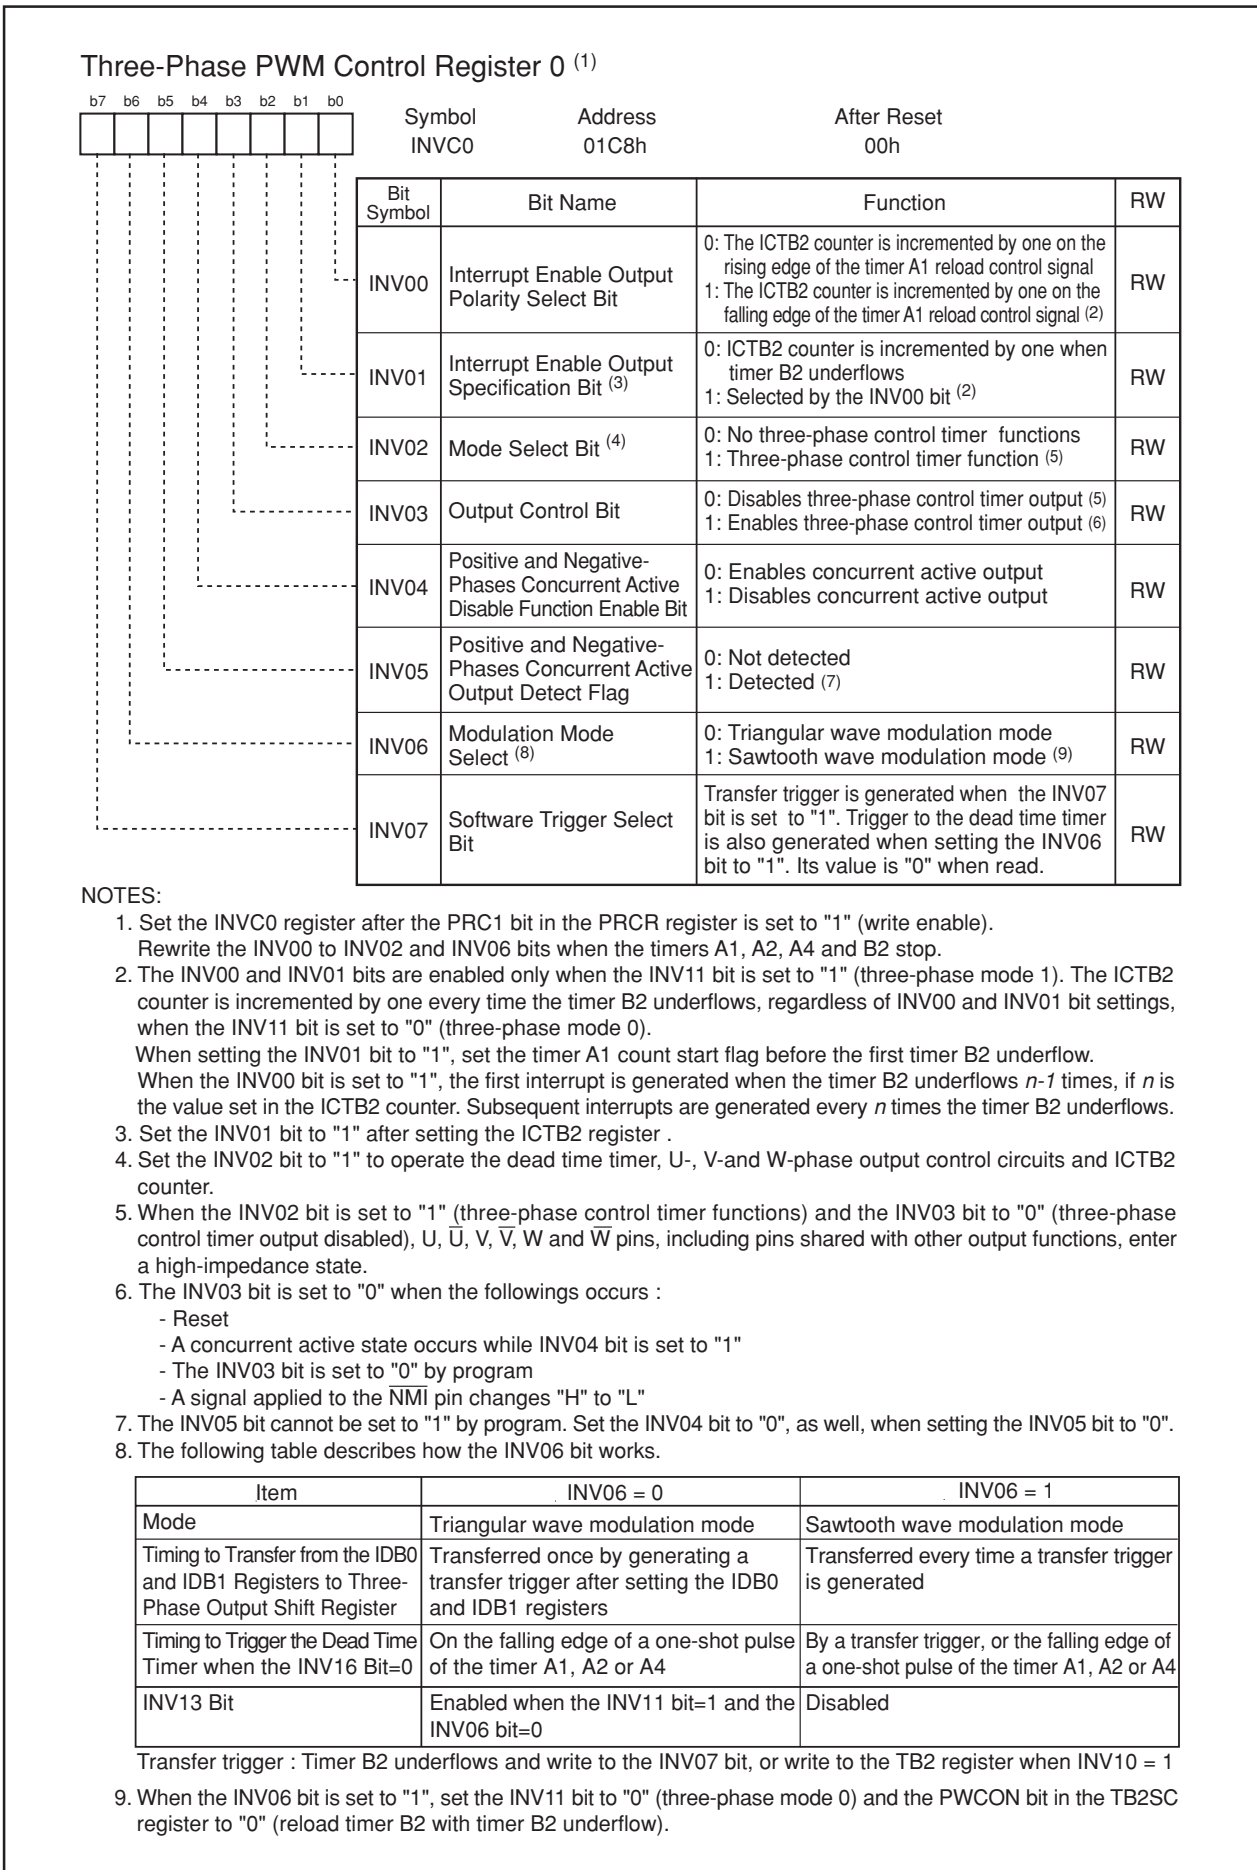 Three-Phase PWM Control Register 0 (1)
b7 b6 b5 b4 b3 b2 b1 b0
Symbol Address After Reset
INVC0 01C8h 00h
Bit Symbol Bit Name Function RW
INV00 Interrupt Enable Output Polarity Select Bit
0: The ICTB2 counter is incremented by one on the
rising edge of the timer A1 reload control signal
1: The ICTB2 counter is incremented by one on the
falling edge of the timer A1 reload control signal (2)
RW
INV01 Interrupt Enable Output Specification Bit (3)
0: ICTB2 counter is incremented by one when
timer B2 underflows
1: Selected by the INV00 bit (2)
RW
INV02 Mode Select Bit (4)
0: No three-phase control timer functions
1: Three-phase control timer function (5)
RW
INV03 Output Control Bit
0: Disables three-phase control timer output (5)
1: Enables three-phase control timer output (6)
RW
INV04 Positive and Negative-
Phases Concurrent Active
Disable Function Enable Bit
0: Enables concurrent active output
1: Disables concurrent active output
RW
INV05 Positive and Negative-
Phases Concurrent Active
Output Detect Flag
0: Not detected
1: Detected (7)
RW
INV06 Modulation Mode
Select (8)
0: Triangular wave modulation mode
1: Sawtooth wave modulation mode (9)
RW
INV07 Software Trigger Select
Bit
Transfer trigger is generated when the INV07
bit is set to "1". Trigger to the dead time timer
is also generated when setting the INV06
bit to "1". Its value is "0" when read.
RW
NOTES:
1. Set the INVC0 register after the PRC1 bit in the PRCR register is set to "1" (write enable).
Rewrite the INV00 to INV02 and INV06 bits when the timers A1, A2, A4 and B2 stop.
2. The INV00 and INV01 bits are enabled only when the INV11 bit is set to "1" (three-phase mode 1). The ICTB2
counter is incremented by one every time the timer B2 underflows, regardless of INV00 and INV01 bit settings,
when the INV11 bit is set to "0" (three-phase mode 0).
When setting the INV01 bit to "1", set the timer A1 count start flag before the first timer B2 underflow.
When the INV00 bit is set to "1", the first interrupt is generated when the timer B2 underflows n-1 times, if n is
the value set in the ICTB2 counter. Subsequent interrupts are generated every n times the timer B2 underflows.
3. Set the INV01 bit to "1" after setting the ICTB2 register .
4. Set the INV02 bit to "1" to operate the dead time timer, U-, V-and W-phase output control circuits and ICTB2
counter.
5. When the INV02 bit is set to "1" (three-phase control timer functions) and the INV03 bit to "0" (three-phase
control timer output disabled), U, U̅, V, V̅, W and W̅ pins, including pins shared with other output functions, enter
a high-impedance state.
6. The INV03 bit is set to "0" when the followings occurs :
- Reset
- A concurrent active state occurs while INV04 bit is set to "1"
- The INV03 bit is set to "0" by program
- A signal applied to the N̅M̅I̅ pin changes "H" to "L"
7. The INV05 bit cannot be set to "1" by program. Set the INV04 bit to "0", as well, when setting the INV05 bit to "0".
8. The following table describes how the INV06 bit works.
Item INV06 = 0 INV06 = 1
Mode Triangular wave modulation mode Sawtooth wave modulation mode
Timing to Transfer from the IDB0
and IDB1 Registers to Three-
Phase Output Shift Register
Transferred once by generating a
transfer trigger after setting the IDB0
and IDB1 registers
Transferred every time a transfer trigger
is generated
Timing to Trigger the Dead Time
Timer when the INV16 Bit=0
On the falling edge of a one-shot pulse
of the timer A1, A2 or A4
By a transfer trigger, or the falling edge of
a one-shot pulse of the timer A1, A2 or A4
INV13 Bit
Enabled when the INV11 bit=1 and the
INV06 bit=0
Disabled
Transfer trigger : Timer B2 underflows and write to the INV07 bit, or write to the TB2 register when INV10 = 1
9. When the INV06 bit is set to "1", set the INV11 bit to "0" (three-phase mode 0) and the PWCON bit in the TB2SC
register to "0" (reload timer B2 with timer B2 underflow).